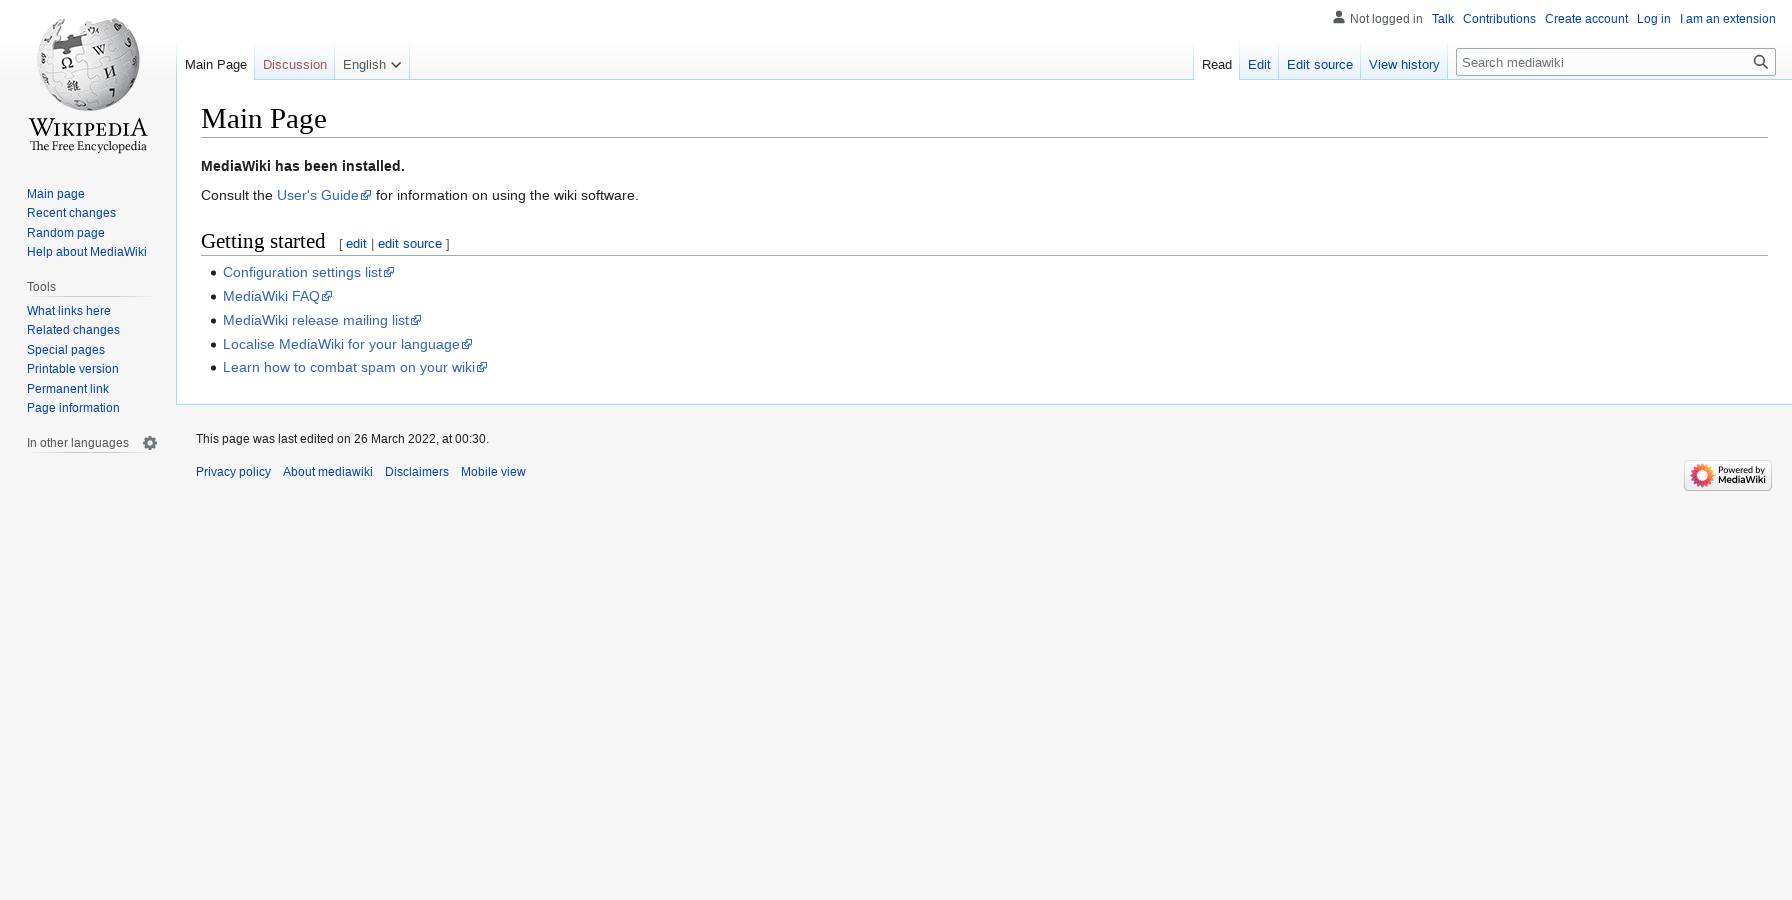 Not logged in Talk Contributions Create account Log in I am an extension
Main Page Discussion English Read Edit Edit source View history Search mediawiki
Ω W И 維
WIKIPEDIA
The Free Encyclopedia
Main page
Recent changes
Random page
Help about MediaWiki
Tools
What links here
Related changes
Special pages
Printable version
Permanent link
Page information
In other languages
Main Page
MediaWiki has been installed.
Consult the User's Guide for information on using the wiki software.
Getting started [ edit | edit source ]
Configuration settings list
MediaWiki FAQ
MediaWiki release mailing list
Localise MediaWiki for your language
Learn how to combat spam on your wiki
This page was last edited on 26 March 2022, at 00:30.
Privacy policy About mediawiki Disclaimers Mobile view
Powered by
MediaWiki